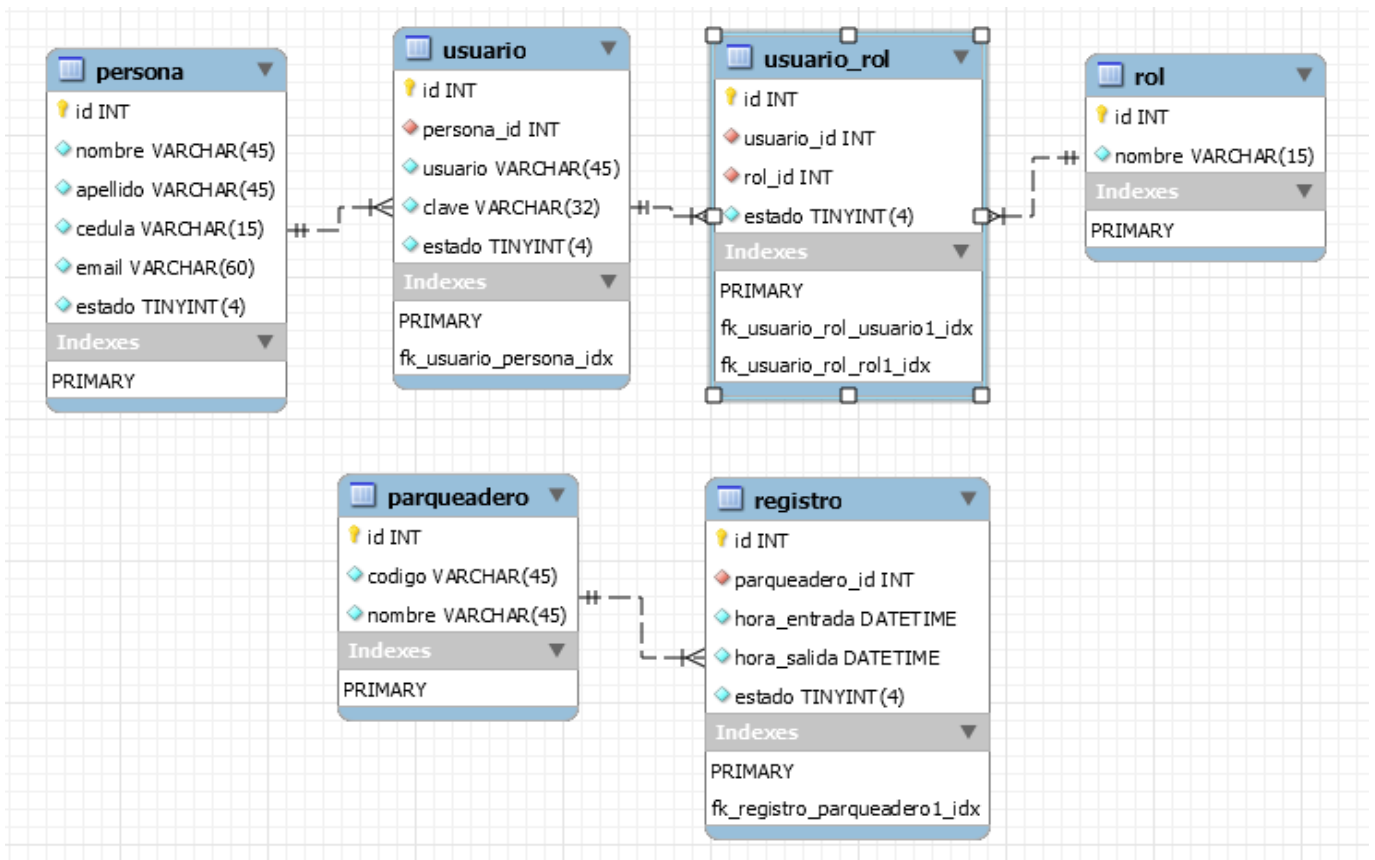 persona
id INT
nombre VARCHAR(45)
apellido VARCHAR(45)
cedula VARCHAR(15)
email VARCHAR(60)
estado TINYINT(4)
Indexes
PRIMARY
usuario
id INT
persona_id INT
usuario VARCHAR(45)
clave VARCHAR(32)
estado TINYINT(4)
Indexes
PRIMARY
fk_usuario_persona_idx
usuario_rol
id INT
usuario_id INT
rol_id INT
estado TINYINT(4)
Indexes
PRIMARY
fk_usuario_rol_usuario1_idx
fk_usuario_rol_rol1_idx
rol
id INT
nombre VARCHAR(15)
Indexes
PRIMARY
parqueadero
id INT
codigo VARCHAR(45)
nombre VARCHAR(45)
Indexes
PRIMARY
registro
id INT
parqueadero_id INT
hora_entrada DATETIME
hora_salida DATETIME
estado TINYINT(4)
Indexes
PRIMARY
fk_registro_parqueadero1_idx